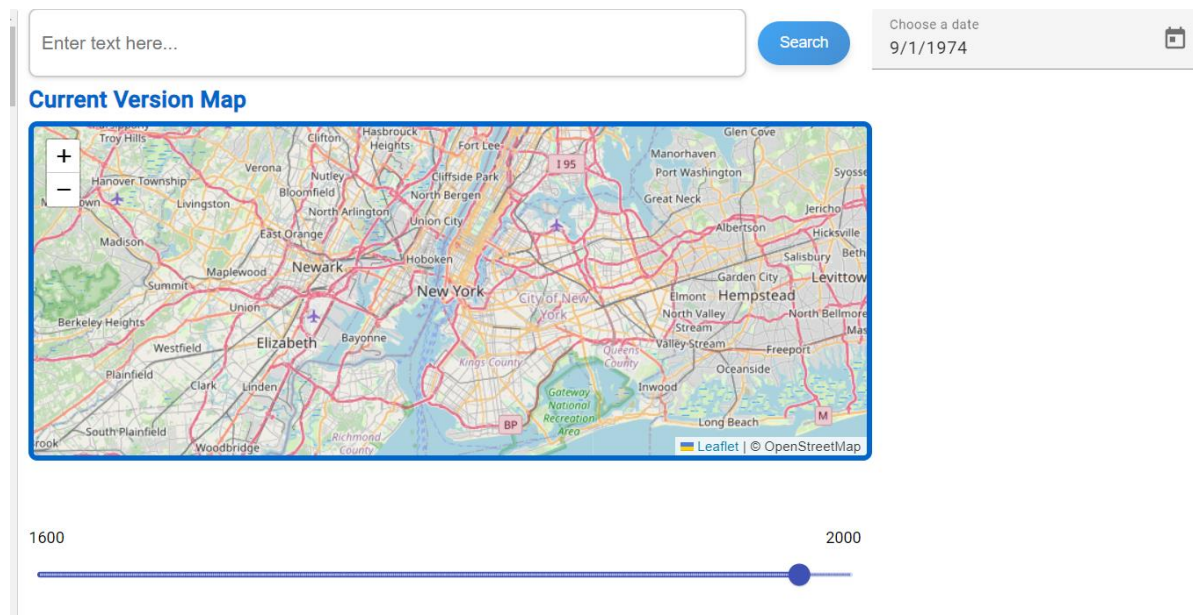 Enter text here...
Search
Choose a date
9/1/1974
Current Version Map
+
−
Troy Hills
Clifton
Hasbrouck
Heights
Fort Lee
I 95
Glen Cove
Manorhaven
Hanover Township
Verona
Nutley
Cliffside Park
Port Washington
Bloomfield
North Bergen
Livingston
North Arlington
Union City
Great Neck
Jericho
Madison
East Orange
Albertson
Hicksville
Hoboken
Salisbury
Beth
Maplewood
Newark
Garden City
Levittow
Summit
New York
City of New
York
Elmont
Hempstead
Union
North Valley
Stream
North Bellmore
Berkeley Heights
Elizabeth
Bayonne
Mas
Westfield
Queens
County
Valley Stream
Freeport
Kings County
Oceanside
Plainfield
Clark
Linden
Gateway
National
Recreation
Area
Inwood
BP
Long Beach
M
South Plainfield
Richmond
County
Woodbridge
Leaflet | © OpenStreetMap
1600
2000